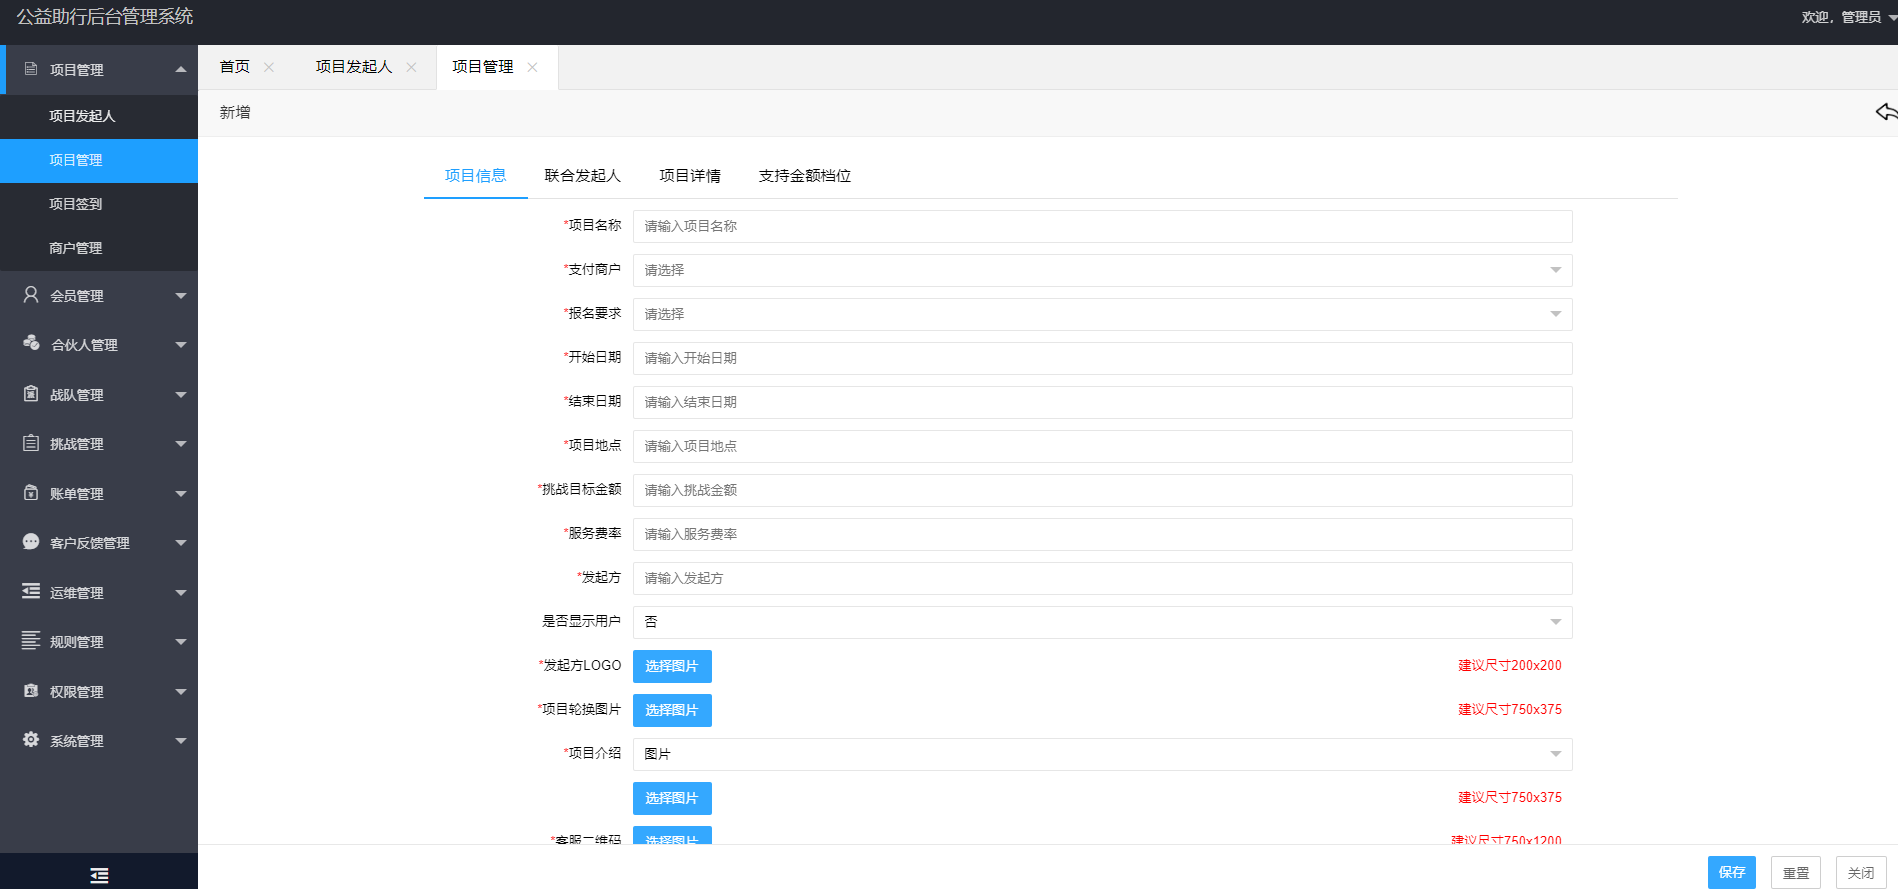 公益助行后台管理系统
欢迎，管理员
项目管理
项目发起人
项目管理
项目签到
商户管理
会员管理
合伙人管理
战队管理
挑战管理
账单管理
客户反馈管理
运维管理
规则管理
权限管理
系统管理
首页 项目发起人 项目管理
新增
项目信息 联合发起人 项目详情 支持金额档位
*项目名称 请输入项目名称
*支付商户 请选择
*报名要求 请选择
*开始日期 请输入开始日期
*结束日期 请输入结束日期
*项目地点 请输入项目地点
*挑战目标金额 请输入挑战金额
*服务费率 请输入服务费率
*发起方 请输入发起方
是否显示用户 否
*发起方LOGO 选择图片 建议尺寸200x200
*项目轮换图片 选择图片 建议尺寸750x375
*项目介绍 图片
选择图片 建议尺寸750x375
*客服二维码 选择图片 建议尺寸750x1200
保存 重置 关闭